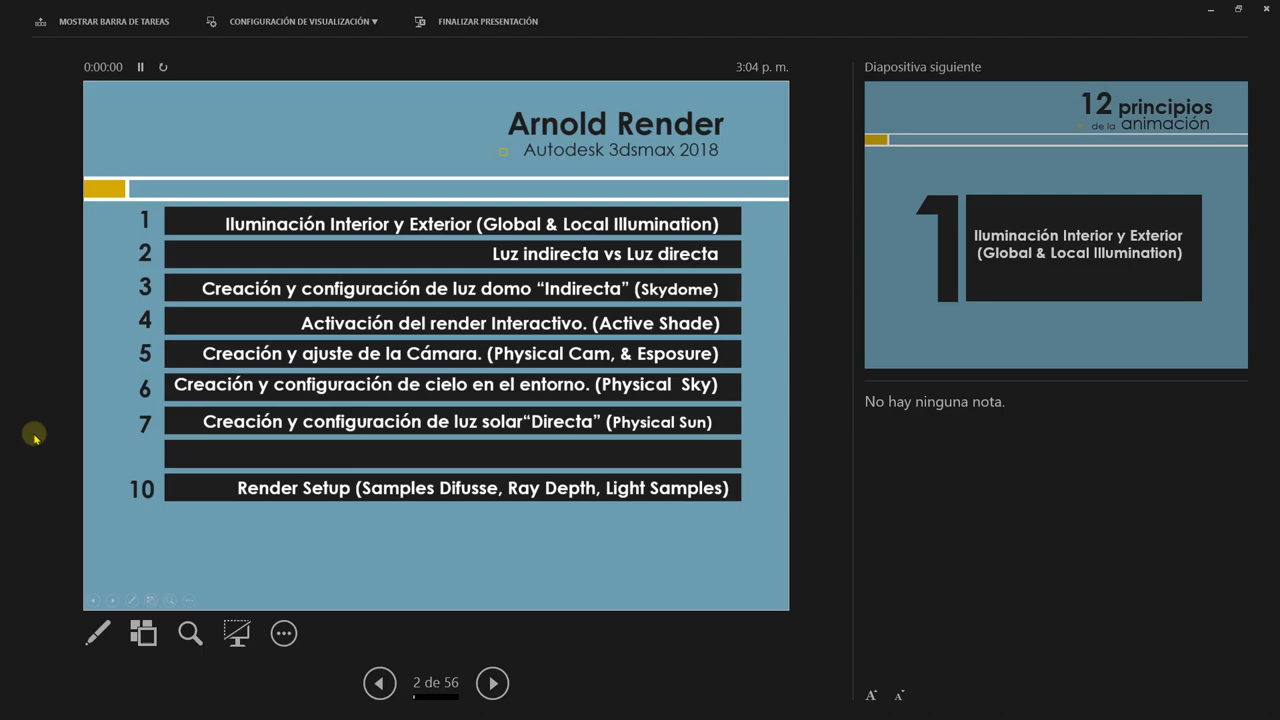 MOSTRAR BARRA DE TAREAS
CONFIGURACIÓN DE VISUALIZACIÓN ▼
FINALIZAR PRESENTACIÓN
0:00:00
3:04 p. m.
Arnold Render
Autodesk 3dsmax 2018
1 Iluminación Interior y Exterior (Global & Local Illumination)
2 Luz indirecta vs Luz directa
3 Creación y configuración de luz domo “Indirecta” (Skydome)
4 Activación del render Interactivo. (Active Shade)
5 Creación y ajuste de la Cámara. (Physical Cam, & Esposure)
6 Creación y configuración de cielo en el entorno. (Physical Sky)
7 Creación y configuración de luz solar“Directa” (Physical Sun)
10 Render Setup (Samples Difusse, Ray Depth, Light Samples)
2 de 56
Diapositiva siguiente
12 principios
de la animación
1
Iluminación Interior y Exterior
(Global & Local Illumination)
No hay ninguna nota.
A A